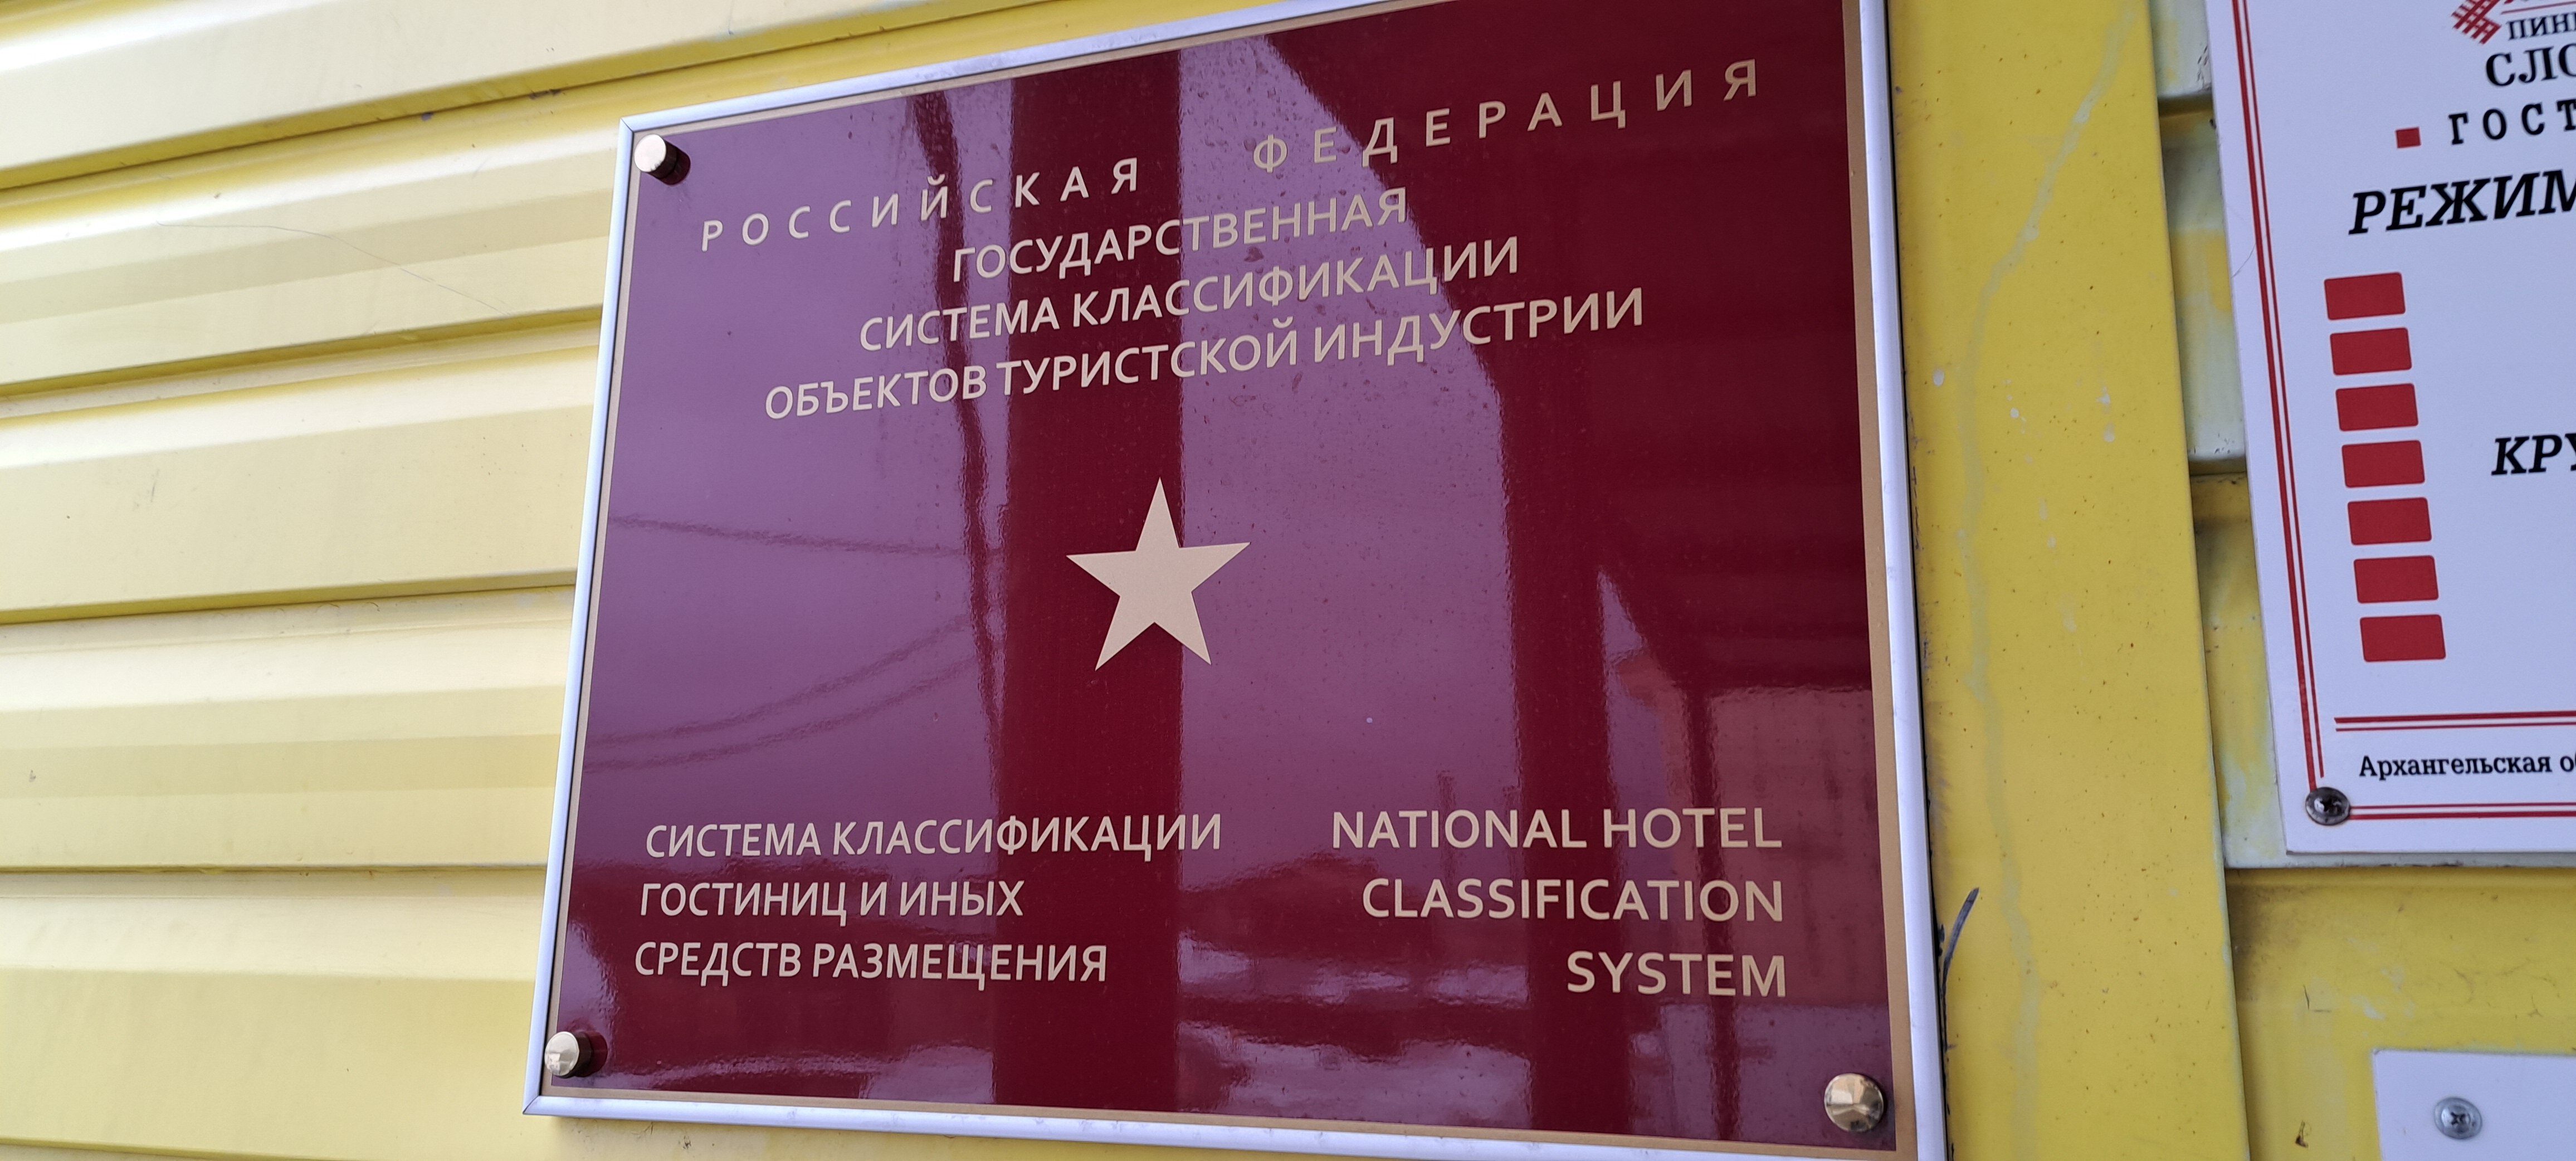 РОССИЙСКАЯ ФЕДЕРАЦИЯ
ГОСУДАРСТВЕННАЯ
СИСТЕМА КЛАССИФИКАЦИИ
ОБЪЕКТОВ ТУРИСТСКОЙ ИНДУСТРИИ
СИСТЕМА КЛАССИФИКАЦИИ
ГОСТИНИЦ И ИНЫХ
СРЕДСТВ РАЗМЕЩЕНИЯ
NATIONAL HOTEL
CLASSIFICATION
SYSTEM
РЕЖИМ
Архангельская